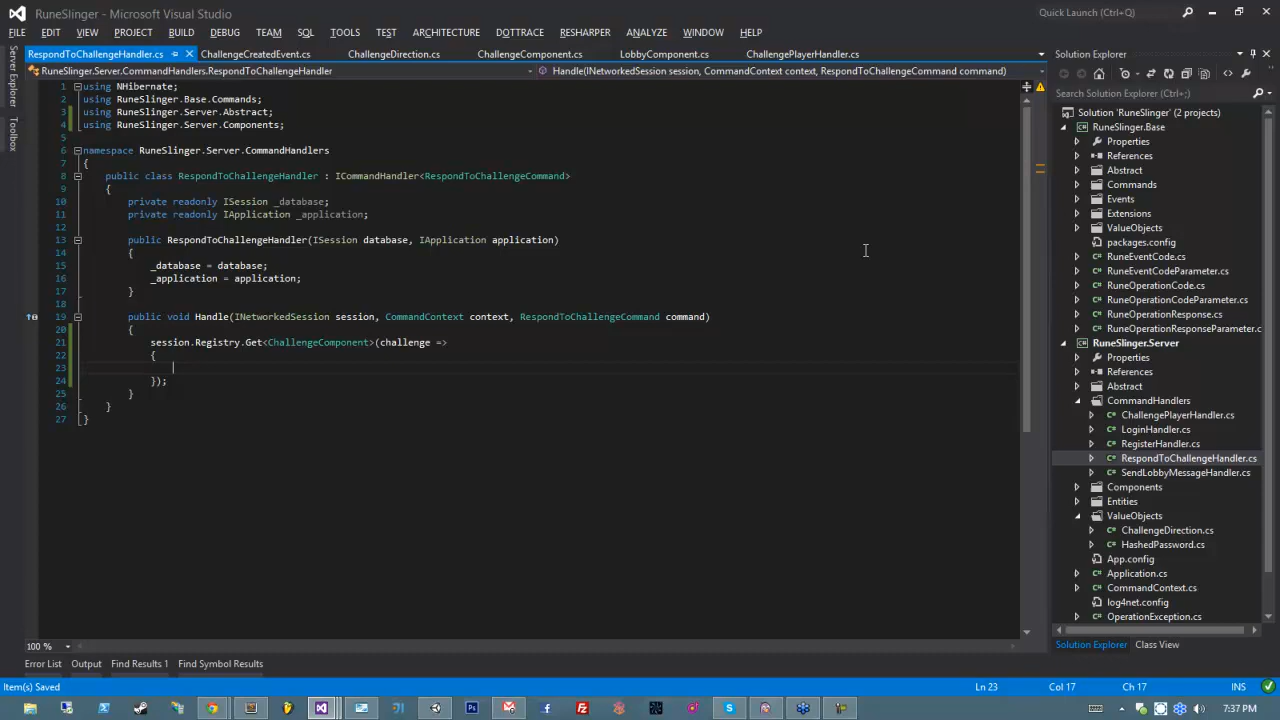 RuneSlinger - Microsoft Visual Studio
Quick Launch (Ctrl+Q)
FILE EDIT VIEW PROJECT BUILD DEBUG TEAM SQL TOOLS TEST ARCHITECTURE DOTTRACE RESHARPER ANALYZE WINDOW HELP
Server Explorer
Toolbox
RespondToChallengeHandler.cs ChallengeCreatedEvent.cs ChallengeDirection.cs ChallengeComponent.cs LobbyComponent.cs ChallengePlayerHandler.cs
RuneSlinger.Server.CommandHandlers.RespondToChallengeHandler Handle(INetworkedSession session, CommandContext context, RespondToChallengeCommand command)
1 using NHibernate;
2 using RuneSlinger.Base.Commands;
3 using RuneSlinger.Server.Abstract;
4 using RuneSlinger.Server.Components;
5
6 namespace RuneSlinger.Server.CommandHandlers
7 {
8 public class RespondToChallengeHandler : ICommandHandler<RespondToChallengeCommand>
9 {
10 private readonly ISession _database;
11 private readonly IApplication _application;
12
13 public RespondToChallengeHandler(ISession database, IApplication application)
14 {
15 _database = database;
16 _application = application;
17 }
18
19 public void Handle(INetworkedSession session, CommandContext context, RespondToChallengeCommand command)
20 {
21 session.Registry.Get<ChallengeComponent>(challenge =>
22 {
23
24 });
25 }
26 }
27 }
100 %
Solution Explorer
Search Solution Explorer (Ctrl+;)
Solution 'RuneSlinger' (2 projects)
RuneSlinger.Base
Properties
References
Abstract
Commands
Events
Extensions
ValueObjects
packages.config
RuneEventCode.cs
RuneEventCodeParameter.cs
RuneOperationCode.cs
RuneOperationCodeParameter.cs
RuneOperationResponse.cs
RuneOperationResponseParameter.c
RuneSlinger.Server
Properties
References
Abstract
CommandHandlers
ChallengePlayerHandler.cs
LoginHandler.cs
RegisterHandler.cs
RespondToChallengeHandler.cs
SendLobbyMessageHandler.cs
Components
Entities
ValueObjects
ChallengeDirection.cs
HashedPassword.cs
App.config
Application.cs
CommandContext.cs
log4net.config
OperationException.cs
Solution Explorer Class View
Error List Output Find Results 1 Find Symbol Results
Item(s) Saved Ln 23 Col 17 Ch 17 INS
7:37 PM